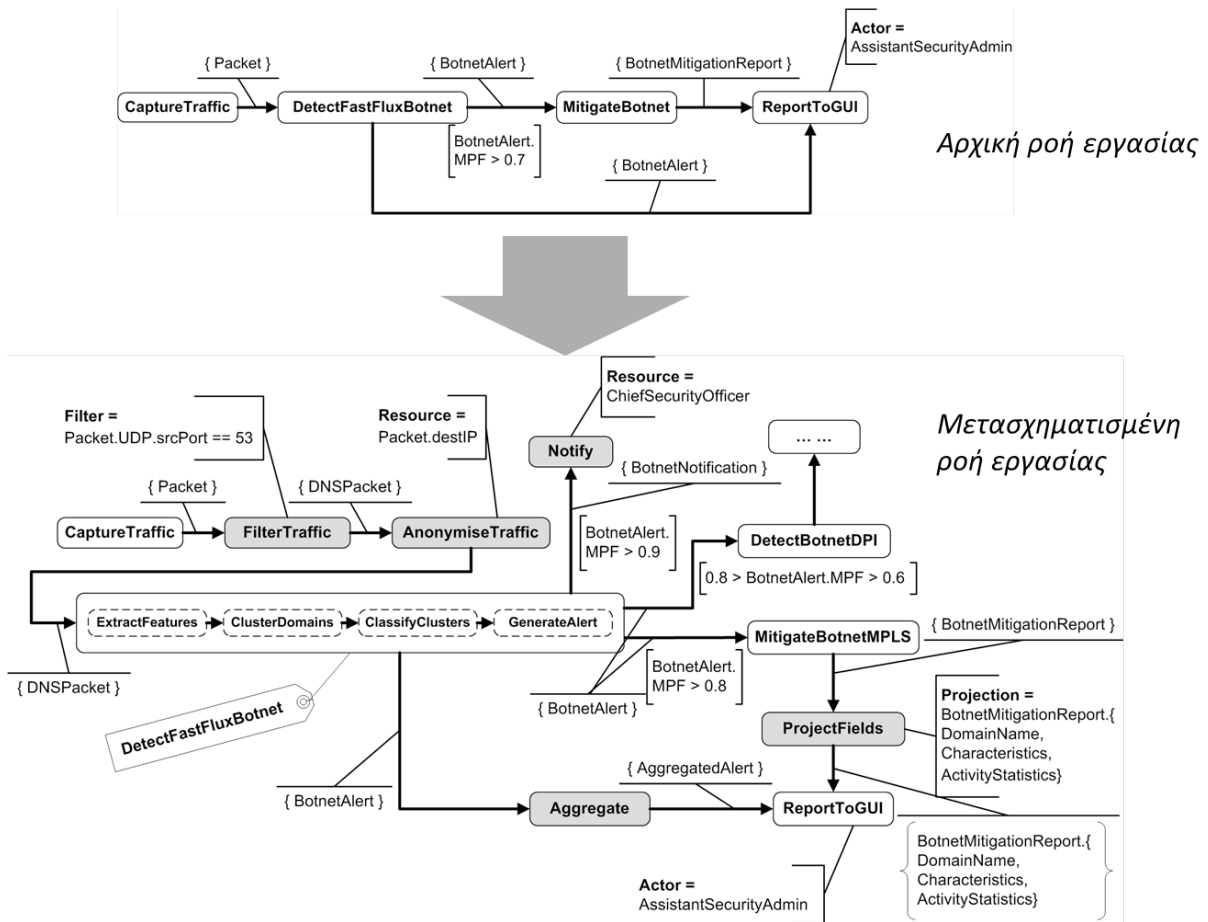 Actor =
AssistantSecurityAdmin
{ Packet }
{ BotnetAlert }
{ BotnetMitigationReport }
CaptureTraffic
DetectFastFluxBotnet
MitigateBotnet
ReportToGUI
BotnetAlert.
MPF > 0.7
{ BotnetAlert }
Αρχική ροή εργασίας
Resource =
ChiefSecurityOfficer
Μετασχηματισμένη
ροή εργασίας
Filter =
Packet.UDP.srcPort == 53
Resource =
Packet.destIP
Notify
... ...
{ BotnetNotification }
{ Packet }
{ DNSPacket }
CaptureTraffic
FilterTraffic
AnonymiseTraffic
BotnetAlert.
MPF > 0.9
DetectBotnetDPI
0.8 > BotnetAlert.MPF > 0.6
ExtractFeatures
ClusterDomains
ClassifyClusters
GenerateAlert
MitigateBotnetMPLS
{ BotnetMitigationReport }
BotnetAlert.
MPF > 0.8
{ DNSPacket }
{ BotnetAlert }
DetectFastFluxBotnet
ProjectFields
Projection =
BotnetMitigationReport.{
DomainName,
Characteristics,
ActivityStatistics}
{ BotnetAlert }
{ AggregatedAlert }
Aggregate
ReportToGUI
BotnetMitigationReport.{
DomainName,
Characteristics,
ActivityStatistics}
Actor =
AssistantSecurityAdmin